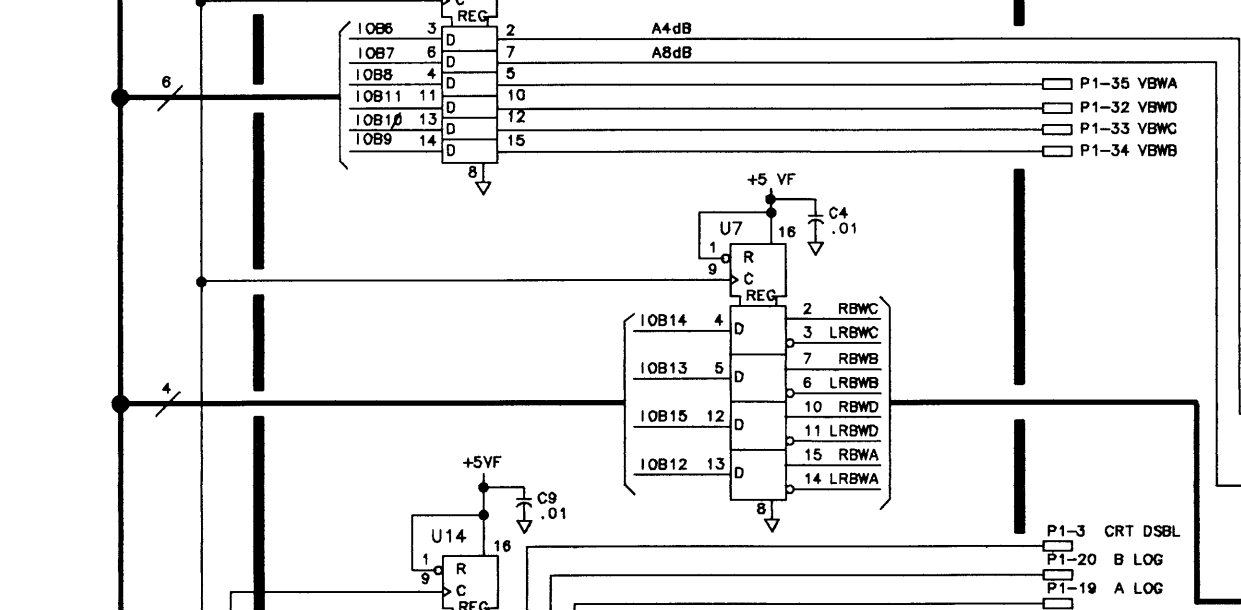 C
REG
IOB6 3 D 2 A4dB
IOB7 6 D 7 A8dB
IOB8 4 D 5 P1-35 VBWA
6
IOB11 11 D 10 P1-32 VBWD
IOB10 13 D 12 P1-33 VBWC
IOB9 14 D 15 P1-34 VBWB
8
+5 VF
C4
.01
U7 16
1 R
9 C
REG
IOB14 4 D 2 RBWC
3 LRBWC
IOB13 5 D 7 RBWB
6 LRBWB
4
IOB15 12 D 10 RBWD
11 LRBWD
IOB12 13 D 15 RBWA
14 LRBWA
8
+5VF
C9
.01
U14 16
1 R
9 C
REG
P1-3 CRT DSBL
P1-20 B LOG
P1-19 A LOG